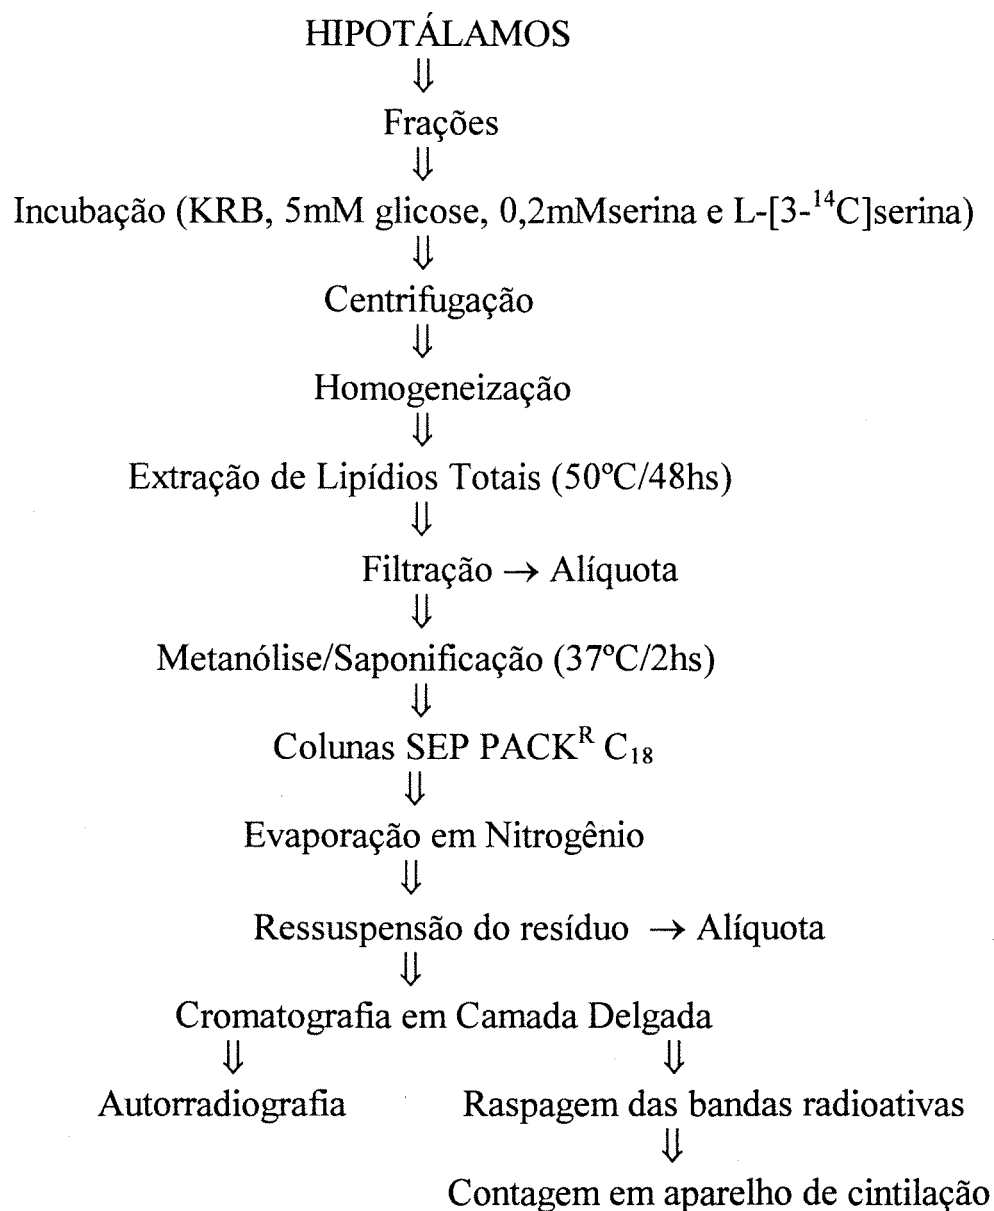 HIPOTÁLAMOS
⇓
Frações
⇓
Incubação (KRB, 5mM glicose, 0,2mMserina e L-[3-¹⁴C]serina)
⇓
Centrifugação
⇓
Homogeneização
⇓
Extração de Lipídios Totais (50ºC/48hs)
⇓
Filtração → Alíquota
⇓
Metanólise/Saponificação (37ºC/2hs)
⇓
Colunas SEP PACKᴿ C₁₈
⇓
Evaporação em Nitrogênio
⇓
Ressuspensão do resíduo → Alíquota
⇓
Cromatografia em Camada Delgada
⇓ ⇓
Autorradiografia Raspagem das bandas radioativas
⇓
Contagem em aparelho de cintilação